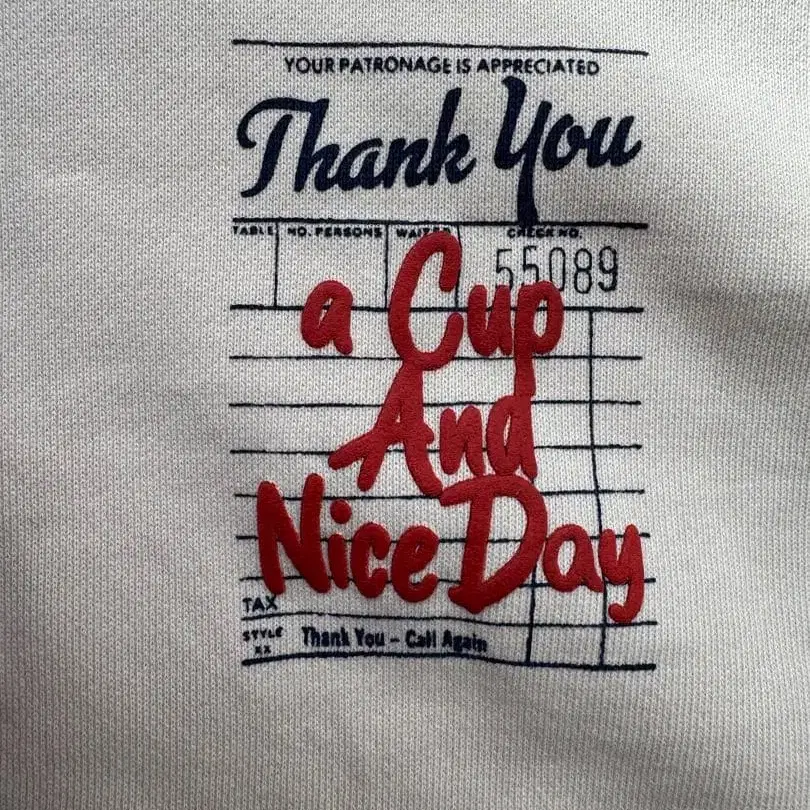 YOUR PATRONAGE IS APPRECIATED
Thank You
TABLE NO. PERSONS WAITER CHECK NO.
55089
a Cup
And
Nice Day
TAX
STYLE XX Thank You - Call Again